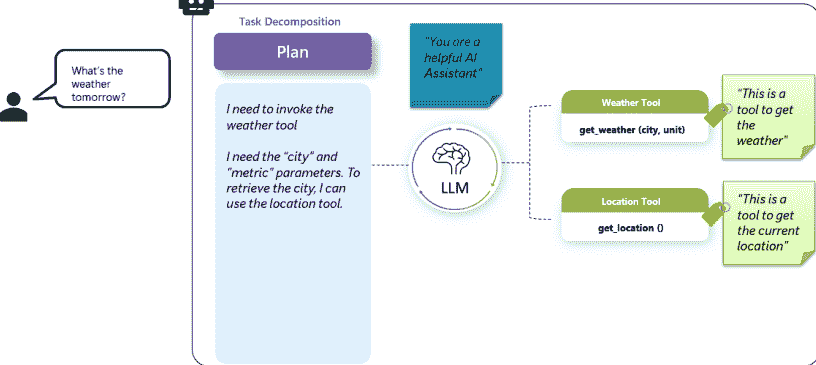 Task Decomposition
Plan
What's the
weather
tomorrow?
I need to invoke the
weather tool
I need the "city" and
"metric" parameters. To
retrieve the city, I can
use the location tool.
"You are a
helpful AI
Assistant"
LLM
Weather Tool
get_weather (city, unit)
"This is a
tool to get
the
weather"
Location Tool
get_location ()
"This is a
tool to get
the current
location"